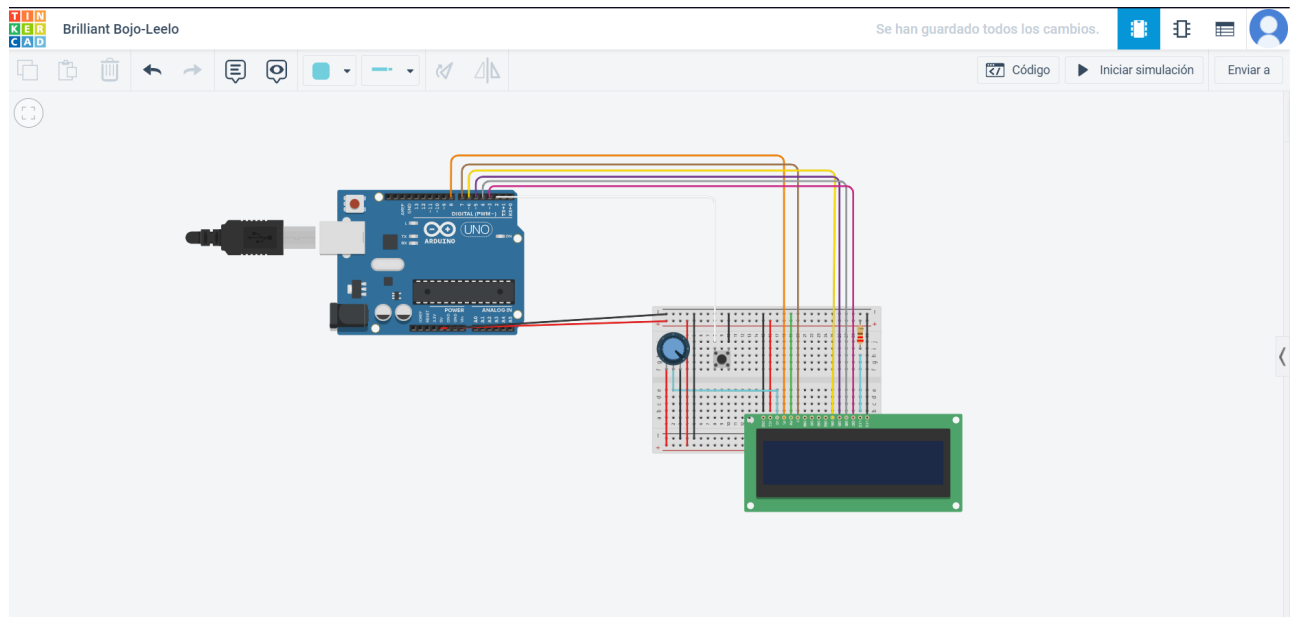 TIN
KER
CAD
Brilliant Bojo-Leelo
Se han guardado todos los cambios.
Código
Iniciar simulación
Enviar a
DIGITAL (PWM~)
UNO
ARDUINO
POWER
ANALOG IN